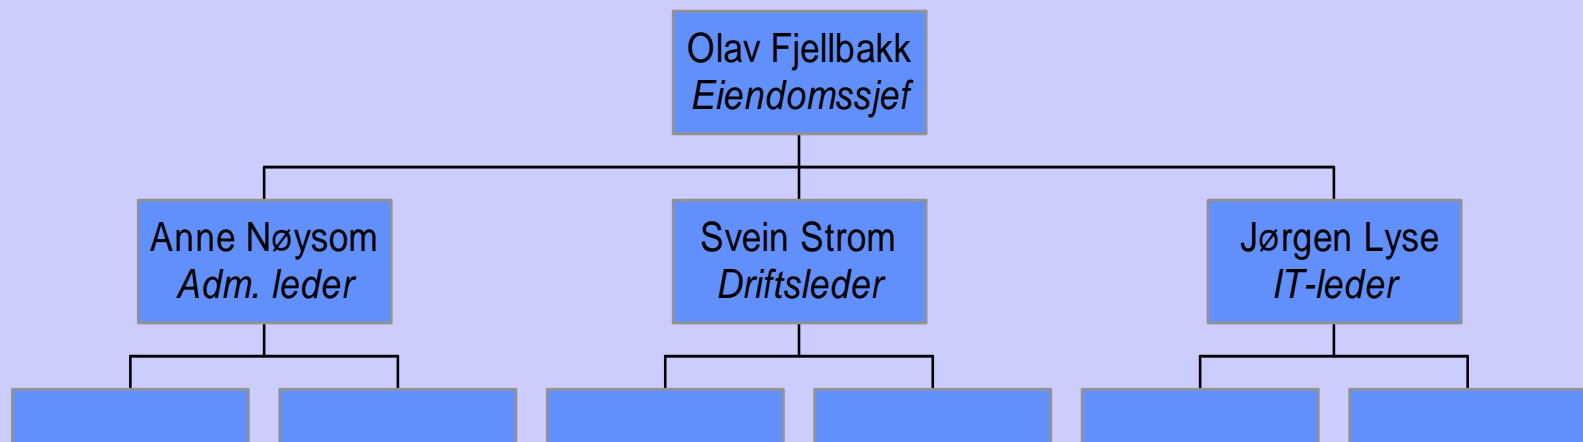 Olav Fjellbakk
Eiendomssjef
Anne Nøysom
Adm. leder
Svein Strom
Driftsleder
Jørgen Lyse
IT-leder